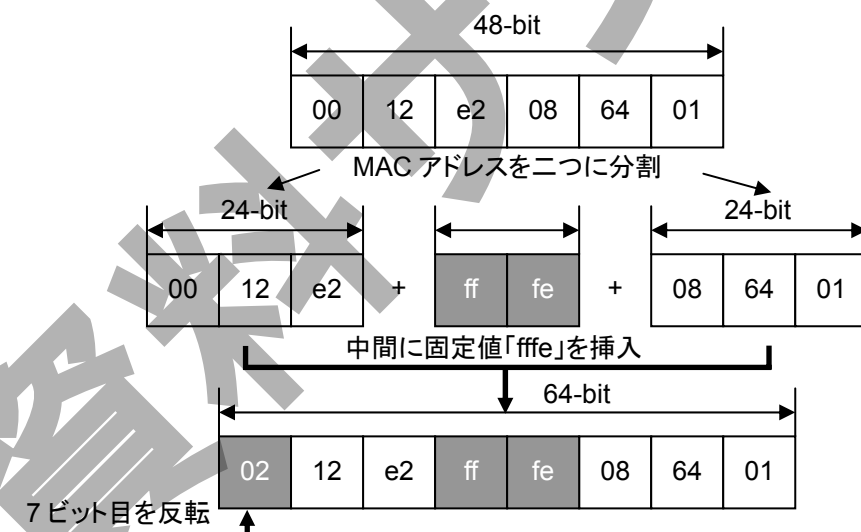 48-bit
00 12 e2 08 64 01
MAC アドレスを二つに分割
24-bit 24-bit
00 12 e2 + ff fe + 08 64 01
中間に固定値「fffe」を挿入
64-bit
02 12 e2 ff fe 08 64 01
7 ビット目を反転